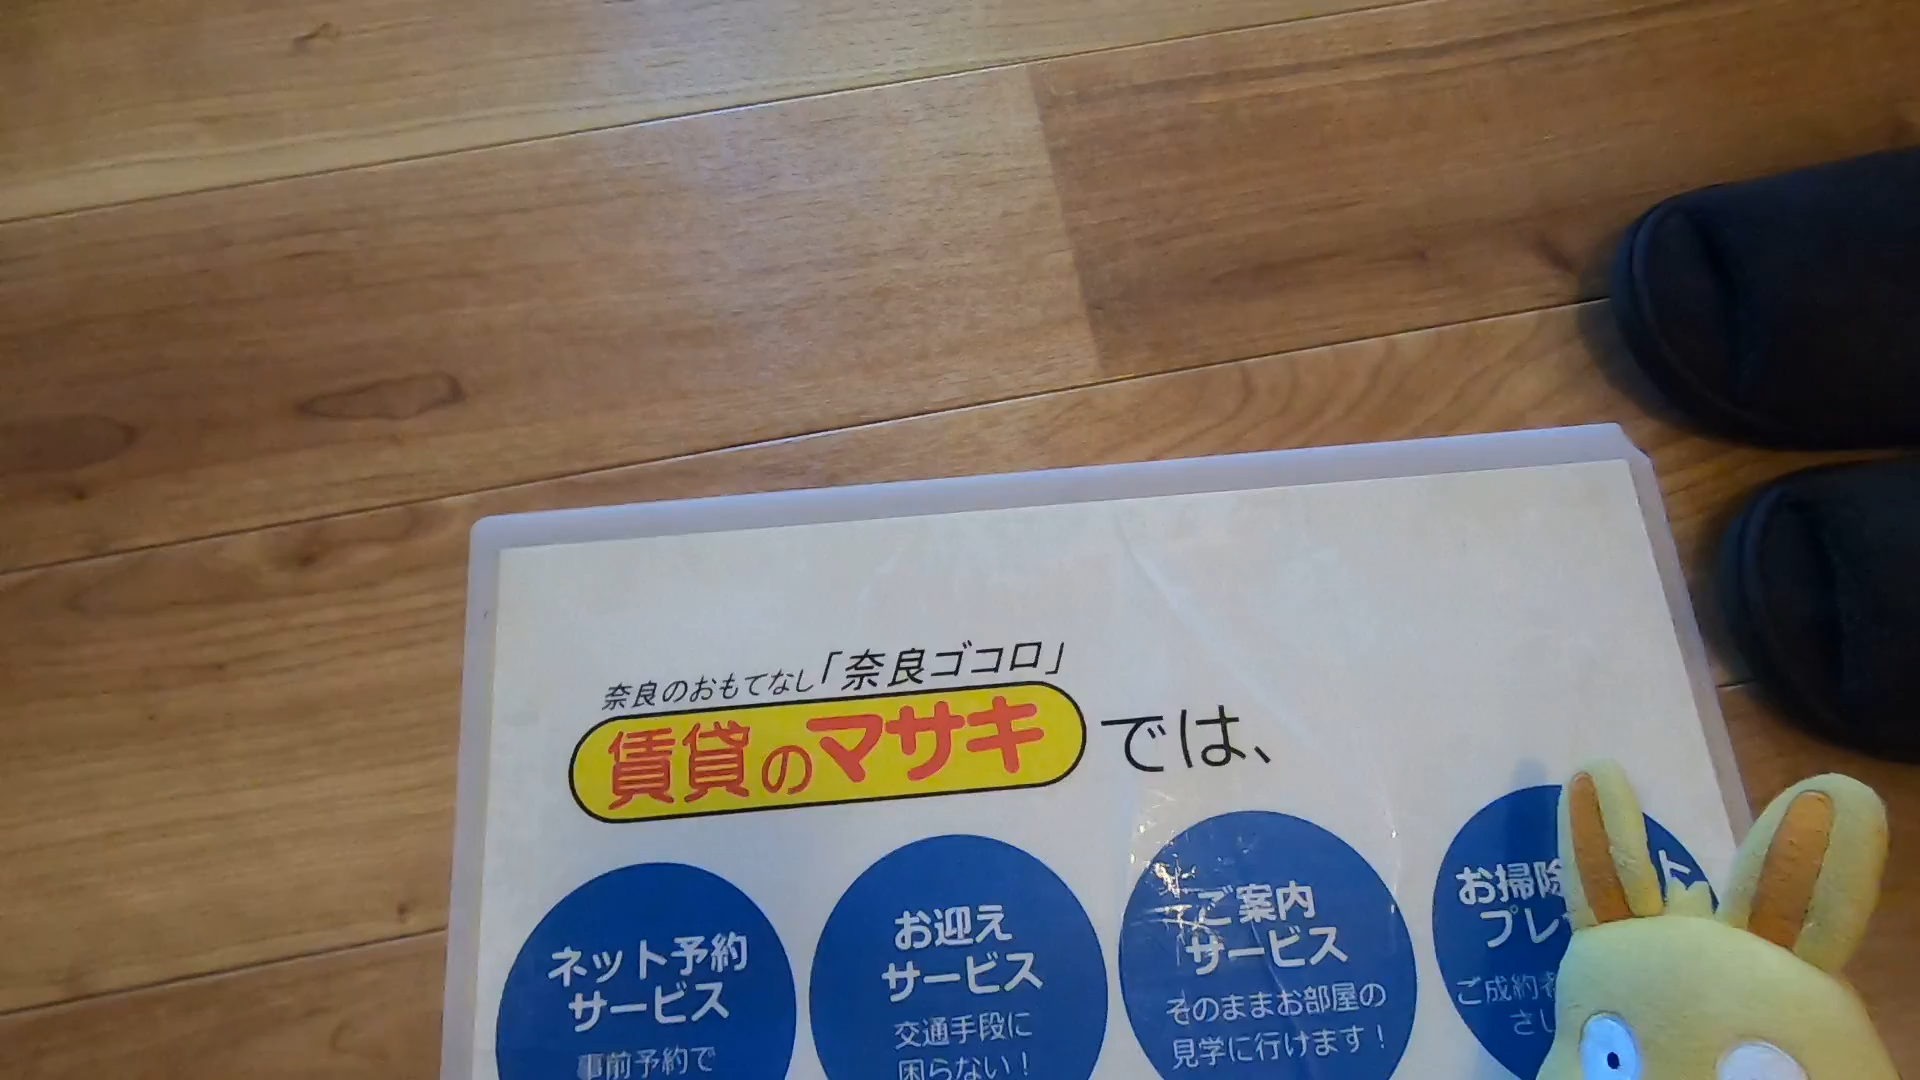 奈良のおもてなし「奈良ゴコロ」
賃貸のマサキでは、
ネット予約
サービス
事前予約で
お迎え
サービス
交通手段に
困らない！
ご案内
サービス
そのままお部屋の
見学に行けます！
お掃除
プレ
ご成約者
さし